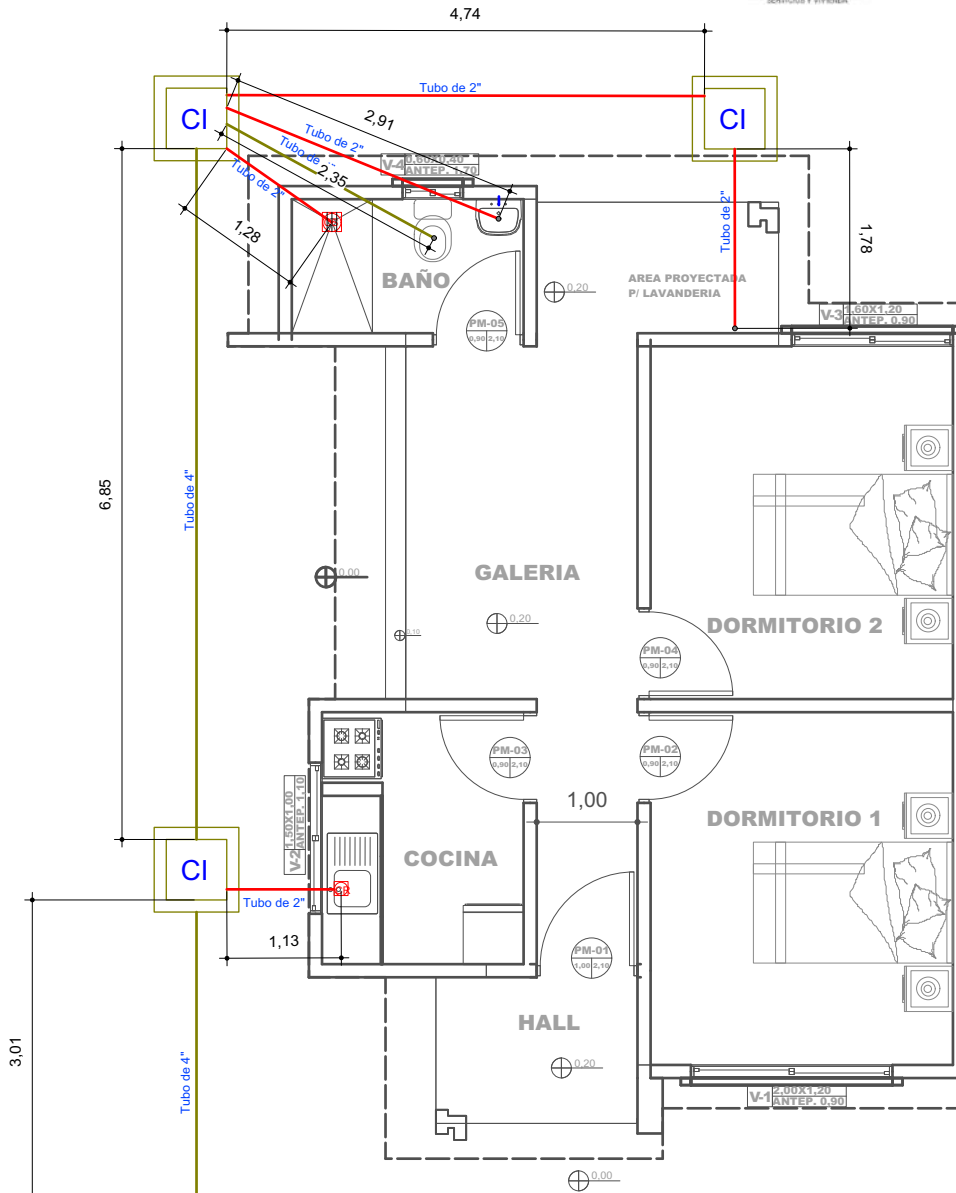 SERVICIOS Y VIVIENDA
4,74
CI
Tubo de 2"
CI
2,91
Tubo de 2"
Tubo de ...
2,35
Tubo de 2"
V-4
0.60X0,40
ANTEP. 1,70
1,28
BAÑO
Tubo de 2"
1,78
AREA PROYECTADA
P/ LAVANDERIA
0,20
V-3
1,60X1,20
ANTEP. 0,90
PM-05
0,90
2,10
6,85
Tubo de 4"
GALERIA
0,00
0,20
0,10
DORMITORIO 2
PM-04
0,90
2,10
PM-03
0,90
2,10
PM-02
0,90
2,10
V-2
1,50X1,00
ANTEP. 1,10
1,00
DORMITORIO 1
COCINA
CI
Tubo de 2"
1,13
PM-01
1,00
2,10
HALL
3,01
Tubo de 4"
0,20
V-1
2,00X1,20
ANTEP. 0,90
0,00